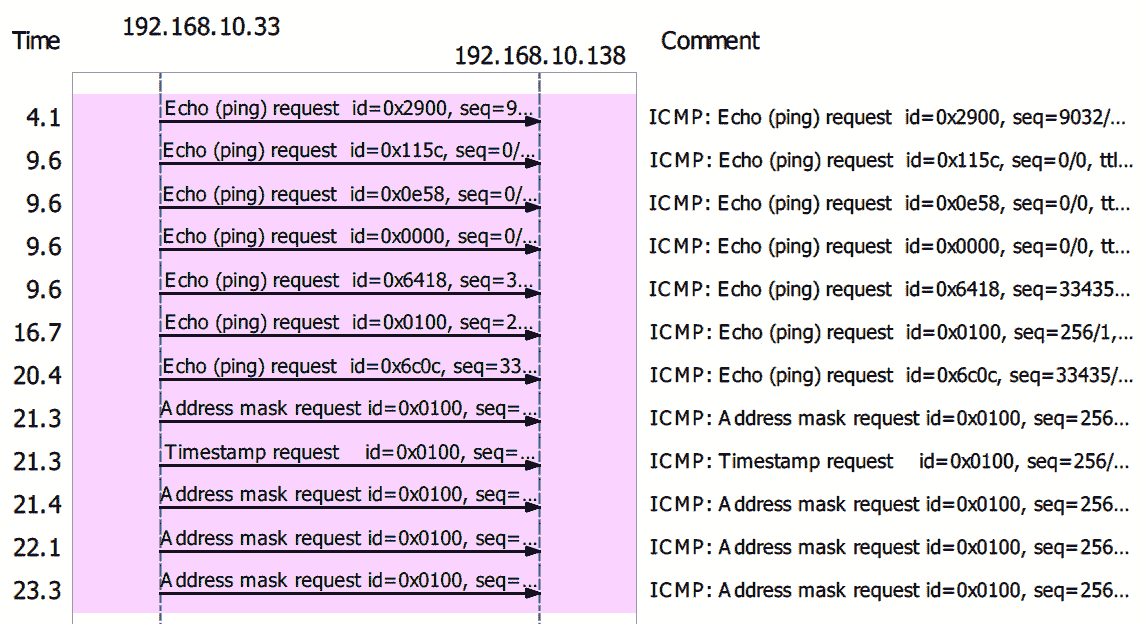 Time 192.168.10.33 192.168.10.138 Comment
4.1 Echo (ping) request id=0x2900, seq=9... ICMP: Echo (ping) request id=0x2900, seq=9032/...
9.6 Echo (ping) request id=0x115c, seq=0/... ICMP: Echo (ping) request id=0x115c, seq=0/0, ttl...
9.6 Echo (ping) request id=0x0e58, seq=0/... ICMP: Echo (ping) request id=0x0e58, seq=0/0, tt...
9.6 Echo (ping) request id=0x0000, seq=0/... ICMP: Echo (ping) request id=0x0000, seq=0/0, tt...
9.6 Echo (ping) request id=0x6418, seq=3... ICMP: Echo (ping) request id=0x6418, seq=33435...
16.7 Echo (ping) request id=0x0100, seq=2... ICMP: Echo (ping) request id=0x0100, seq=256/1,...
20.4 Echo (ping) request id=0x6c0c, seq=33... ICMP: Echo (ping) request id=0x6c0c, seq=33435/...
21.3 Address mask request id=0x0100, seq=... ICMP: Address mask request id=0x0100, seq=256...
21.3 Timestamp request id=0x0100, seq=... ICMP: Timestamp request id=0x0100, seq=256/...
21.4 Address mask request id=0x0100, seq=... ICMP: Address mask request id=0x0100, seq=256...
22.1 Address mask request id=0x0100, seq=... ICMP: Address mask request id=0x0100, seq=256...
23.3 Address mask request id=0x0100, seq=... ICMP: Address mask request id=0x0100, seq=256...